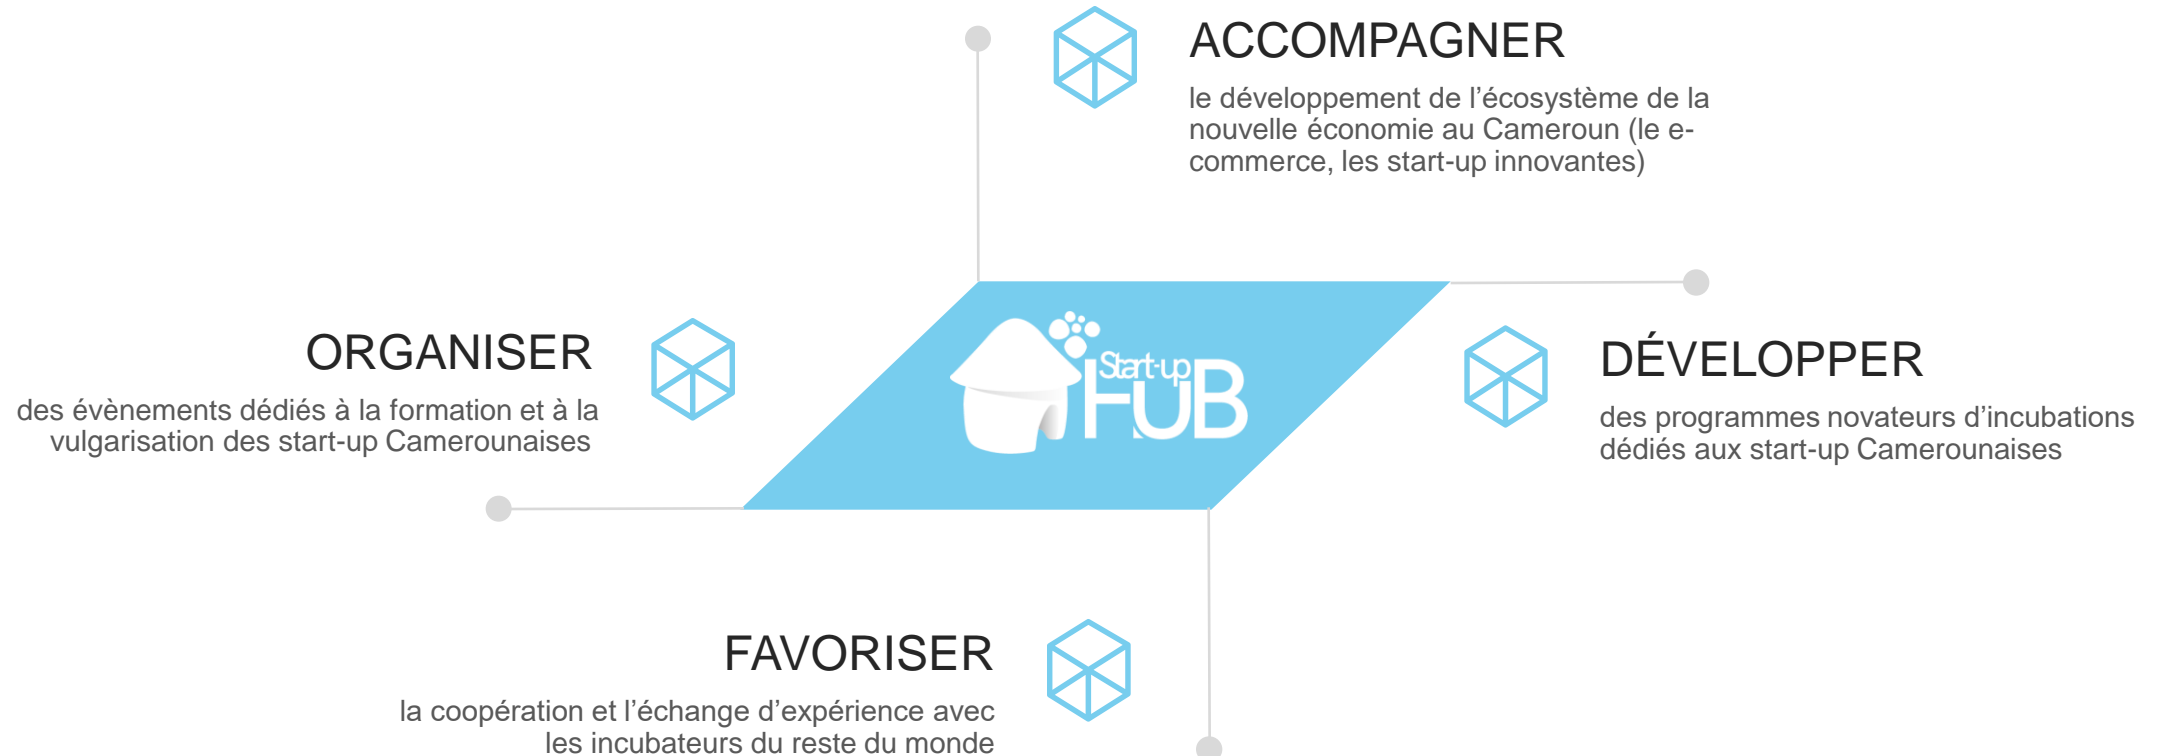 ACCOMPAGNER
le développement de l’écosystème de la
nouvelle économie au Cameroun (le e-
commerce, les start-up innovantes)
ORGANISER
des évènements dédiés à la formation et à la
vulgarisation des start-up Camerounaises
Start-up
HUB
DÉVELOPPER
des programmes novateurs d’incubations
dédiés aux start-up Camerounaises
FAVORISER
la coopération et l’échange d’expérience avec
les incubateurs du reste du monde